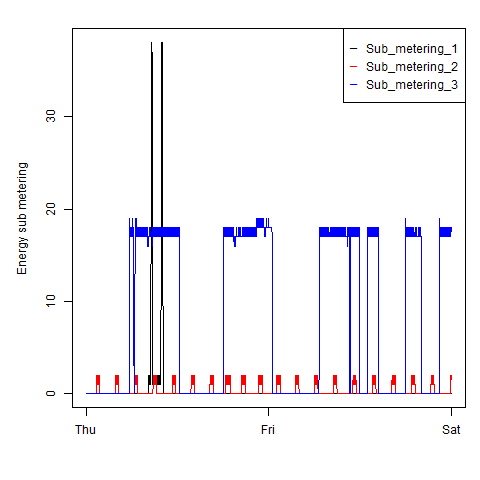 Sub_metering_1
Sub_metering_2
Sub_metering_3
Energy sub metering
30
20
10
0
Thu Fri Sat